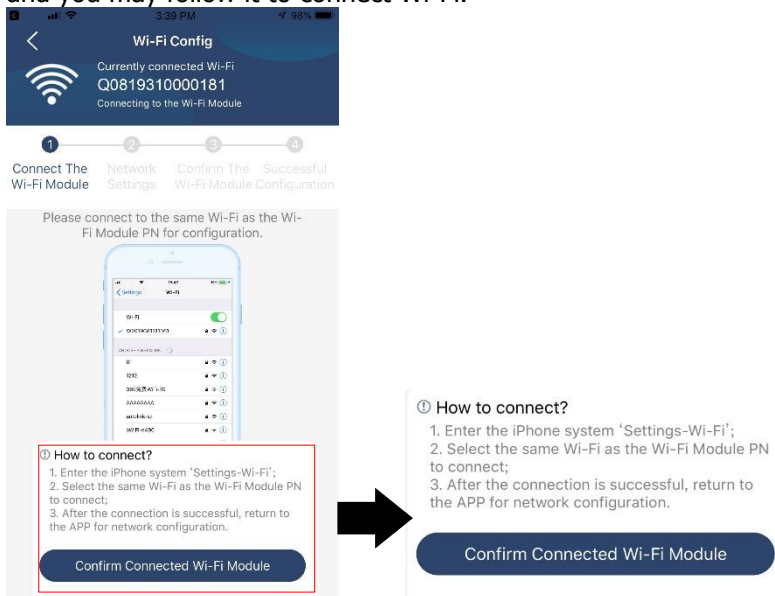 and you may follow it to connect Wi-Fi.
3:39 PM
98%
Wi-Fi Config
Currently connected Wi-Fi
Q0819310000181
Connecting to the Wi-Fi Module
1 2 3 4
Connect The Network Confirm The Successful
Wi-Fi Module Settings Wi-Fi Module Configuration
Please connect to the same Wi-Fi as the Wi-
Fi Module PN for configuration.
Settings Wi-Fi
Wi-Fi
1212
① How to connect?
1. Enter the iPhone system ‘Settings-Wi-Fi’;
2. Select the same Wi-Fi as the Wi-Fi Module PN
to connect;
3. After the connection is successful, return to
the APP for network configuration.
Confirm Connected Wi-Fi Module
How to connect?
1. Enter the iPhone system ‘Settings-Wi-Fi’;
2. Select the same Wi-Fi as the Wi-Fi Module PN
to connect;
3. After the connection is successful, return to
the APP for network configuration.
Confirm Connected Wi-Fi Module